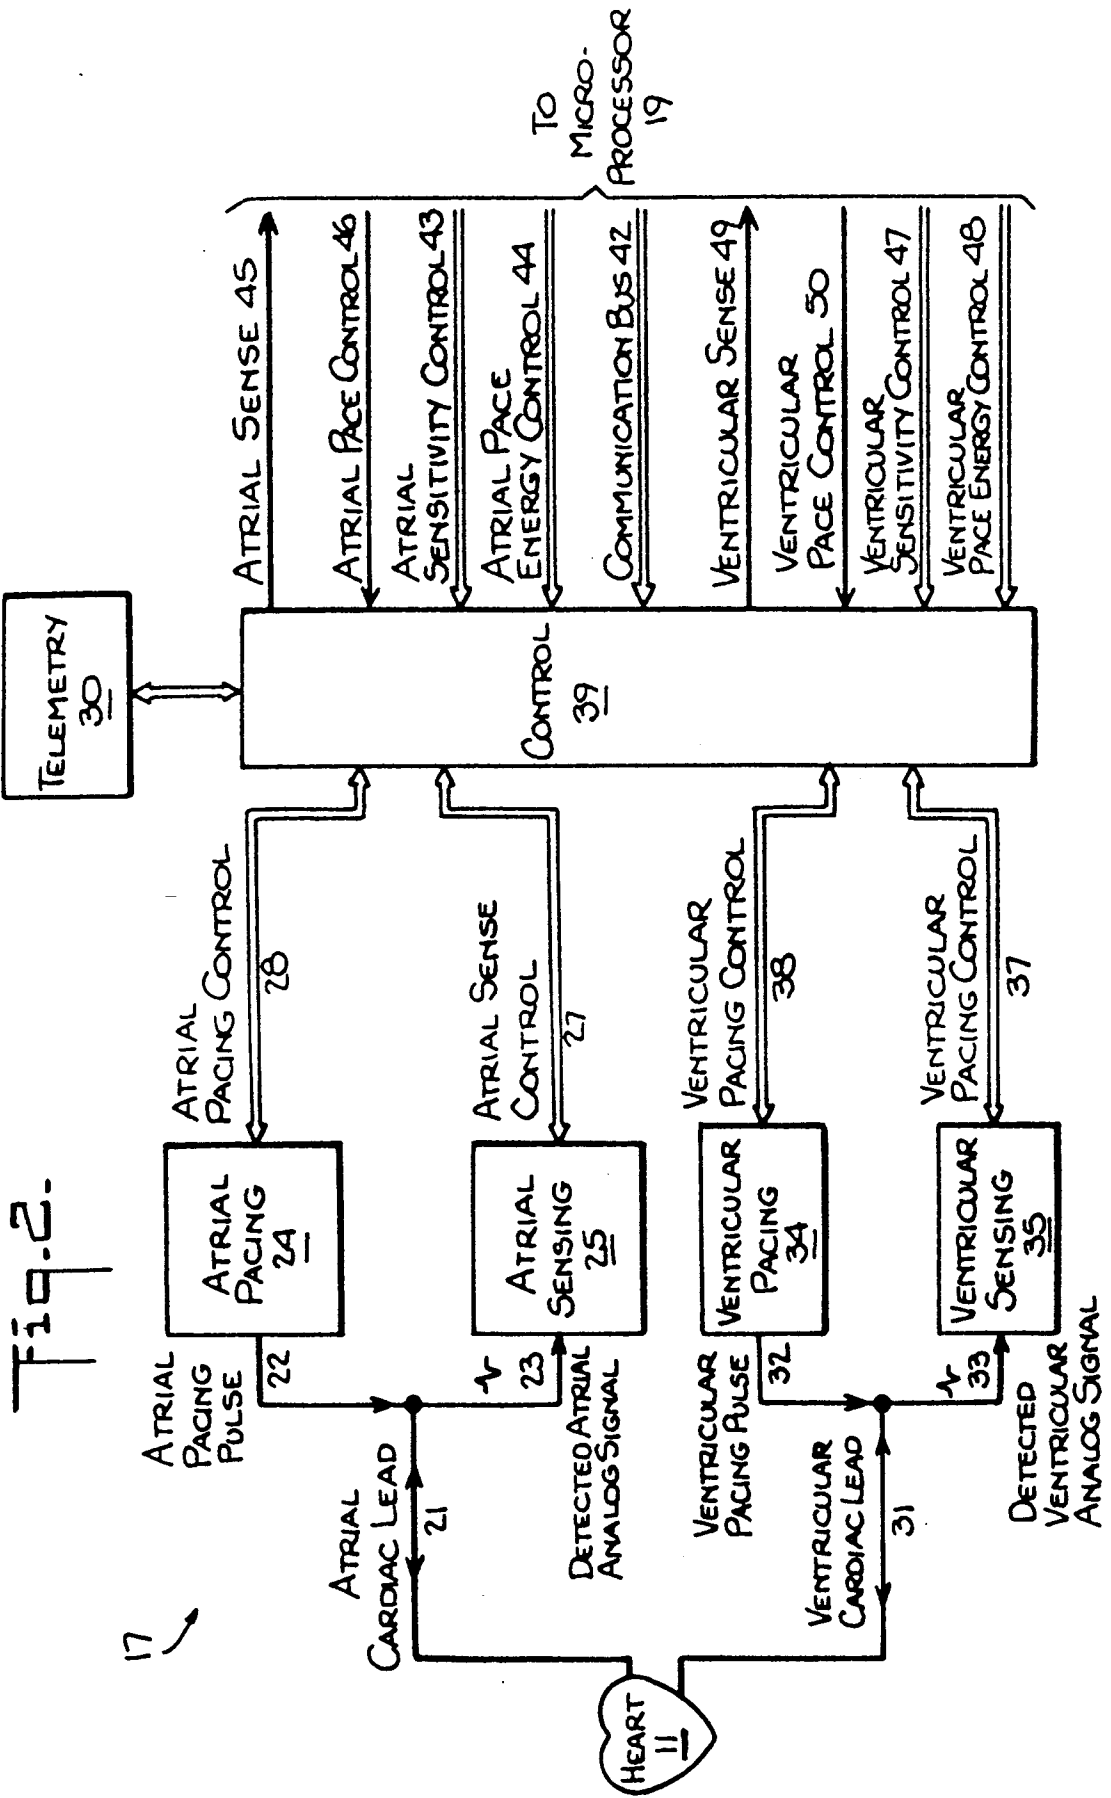 Fig. 2.
17
TELEMETRY
30
ATRIAL
PACING
PULSE
22
ATRIAL
PACING
24
ATRIAL
PACING CONTROL
28
ATRIAL
CARDIAC LEAD
21
23
DETECTED ATRIAL
ANALOG SIGNAL
ATRIAL
SENSING
25
ATRIAL SENSE
CONTROL
27
HEART
11
VENTRICULAR
PACING PULSE
32
VENTRICULAR
PACING
34
VENTRICULAR
PACING CONTROL
38
VENTRICULAR
CARDIAC LEAD
31
33
DETECTED
VENTRICULAR
ANALOG SIGNAL
VENTRICULAR
SENSING
35
VENTRICULAR
PACING CONTROL
37
CONTROL
39
ATRIAL SENSE 45
ATRIAL PACE CONTROL 46
ATRIAL
SENSITIVITY CONTROL 43
ATRIAL PACE
ENERGY CONTROL 44
COMMUNICATION BUS 42
VENTRICULAR SENSE 49
VENTRICULAR
PACE CONTROL 50
VENTRICULAR
SENSITIVITY CONTROL 47
VENTRICULAR
PACE ENERGY CONTROL 48
TO
MICRO-
PROCESSOR
19